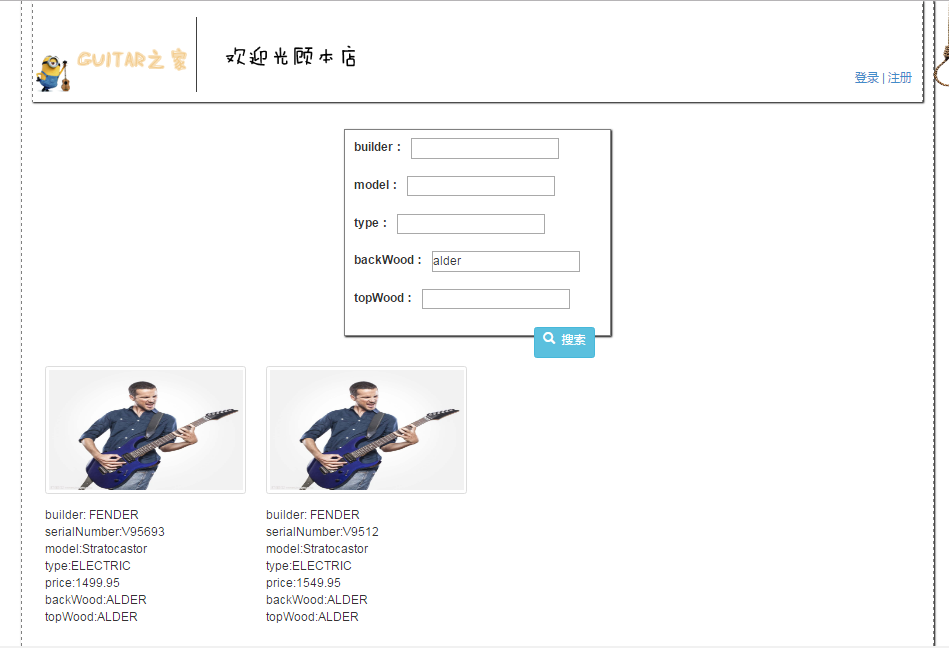 GUITAR之家
欢迎光顾本店
登录 | 注册
builder：
model：
type：
backWood： alder
topWood：
搜索
builder: FENDER
serialNumber:V95693
model:Stratocastor
type:ELECTRIC
price:1499.95
backWood:ALDER
topWood:ALDER
builder: FENDER
serialNumber:V9512
model:Stratocastor
type:ELECTRIC
price:1549.95
backWood:ALDER
topWood:ALDER